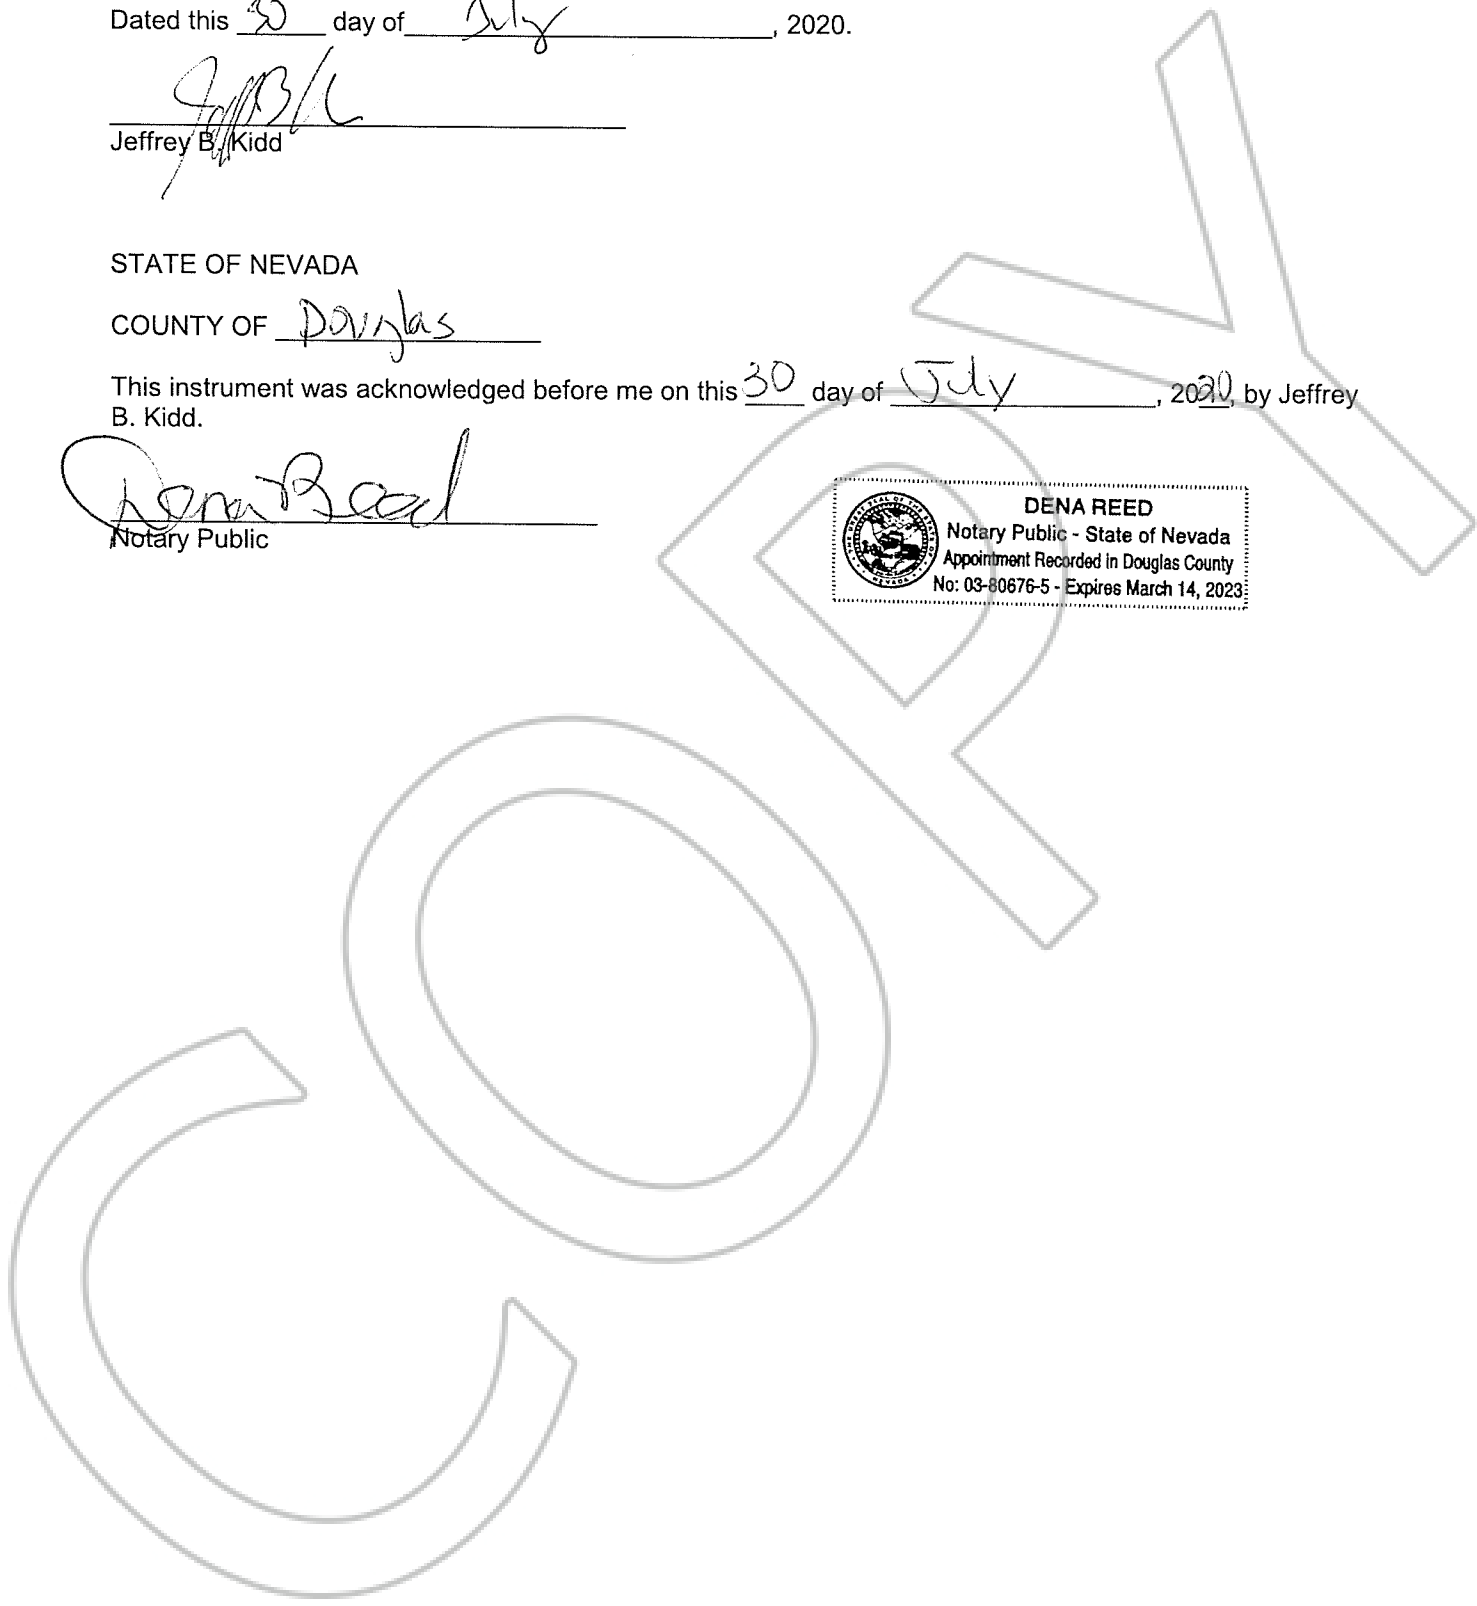 Dated this 30 day of July, 2020.
Jeffrey B. Kidd
STATE OF NEVADA
COUNTY OF Douglas
This instrument was acknowledged before me on this 30 day of July, 2020, by Jeffrey
B. Kidd.
Dena Reed
Notary Public
DENA REED
Notary Public - State of Nevada
Appointment Recorded in Douglas County
No: 03-80676-5 - Expires March 14, 2023
COPY